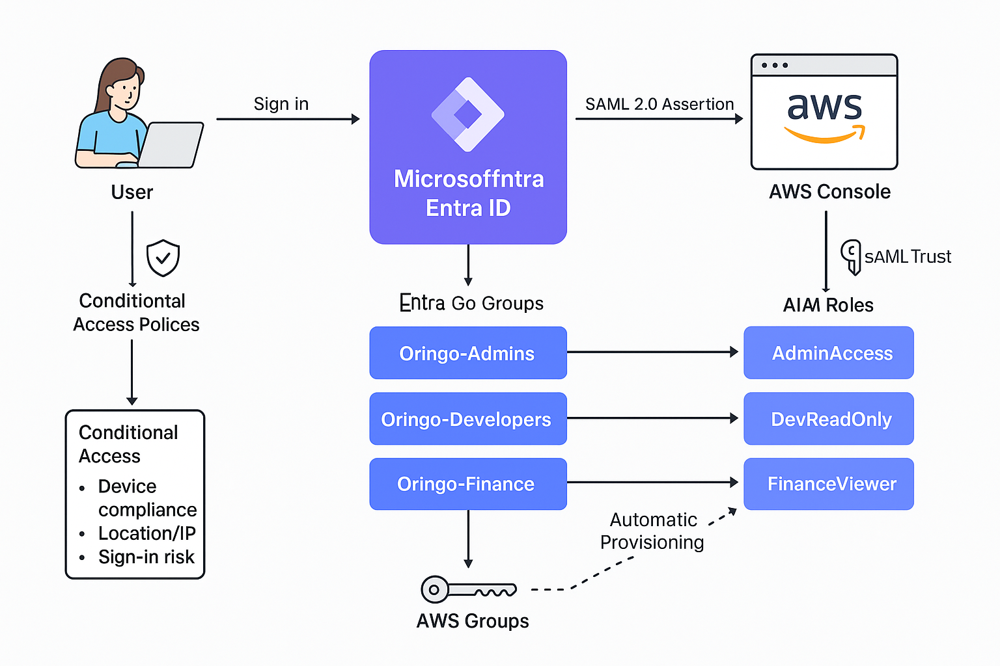 Sign in
SAML 2.0 Assertion
aws
Microsoffntra
Entra ID
User
AWS Console
sAML Trust
Conditiontal
Access Polices
Entra Go Groups
AIAM Roles
Oringo-Admins
AdminAccess
Oringo-Developers
DevReadOnly
Oringo-Finance
FinanceViewer
Conditional
Access
• Device
compliance
• Location/IP
• Sign-in risk
Automatic
Provisioning
AWS Groups